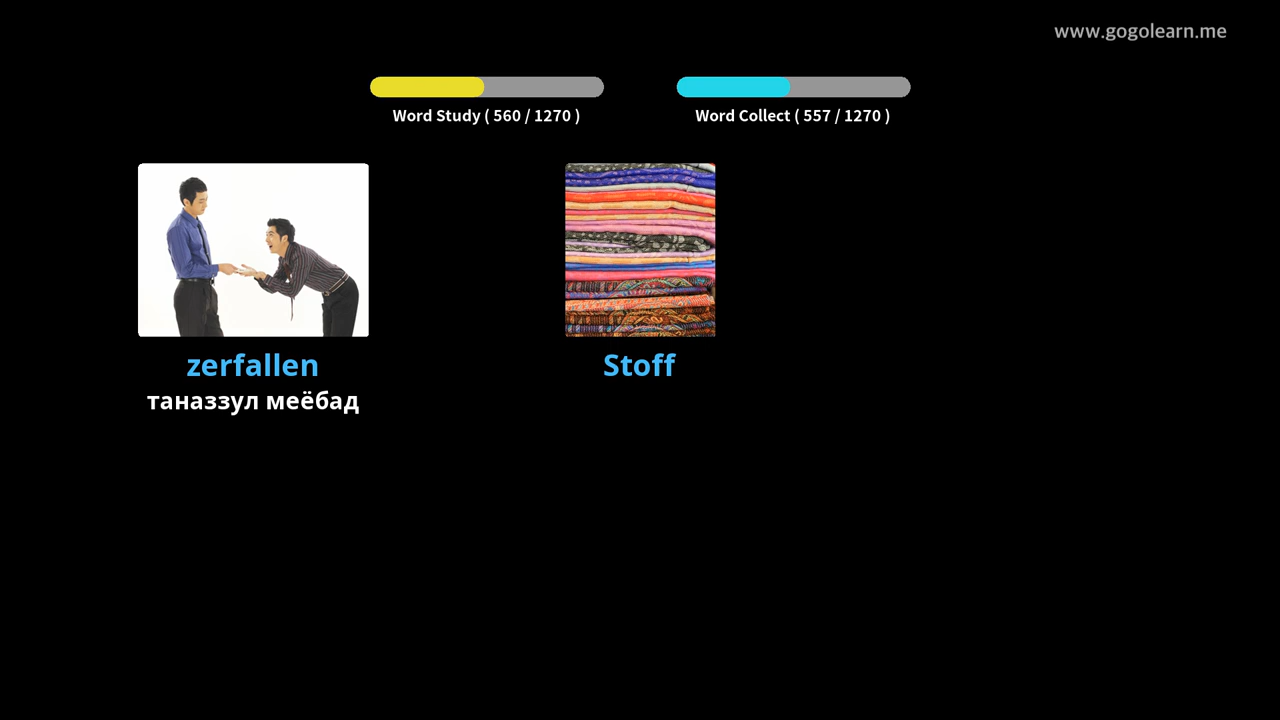 www.gogolearn.me
Word Study ( 560 / 1270 )
Word Collect ( 557 / 1270 )
zerfallen
таназзул меёбад
Stoff